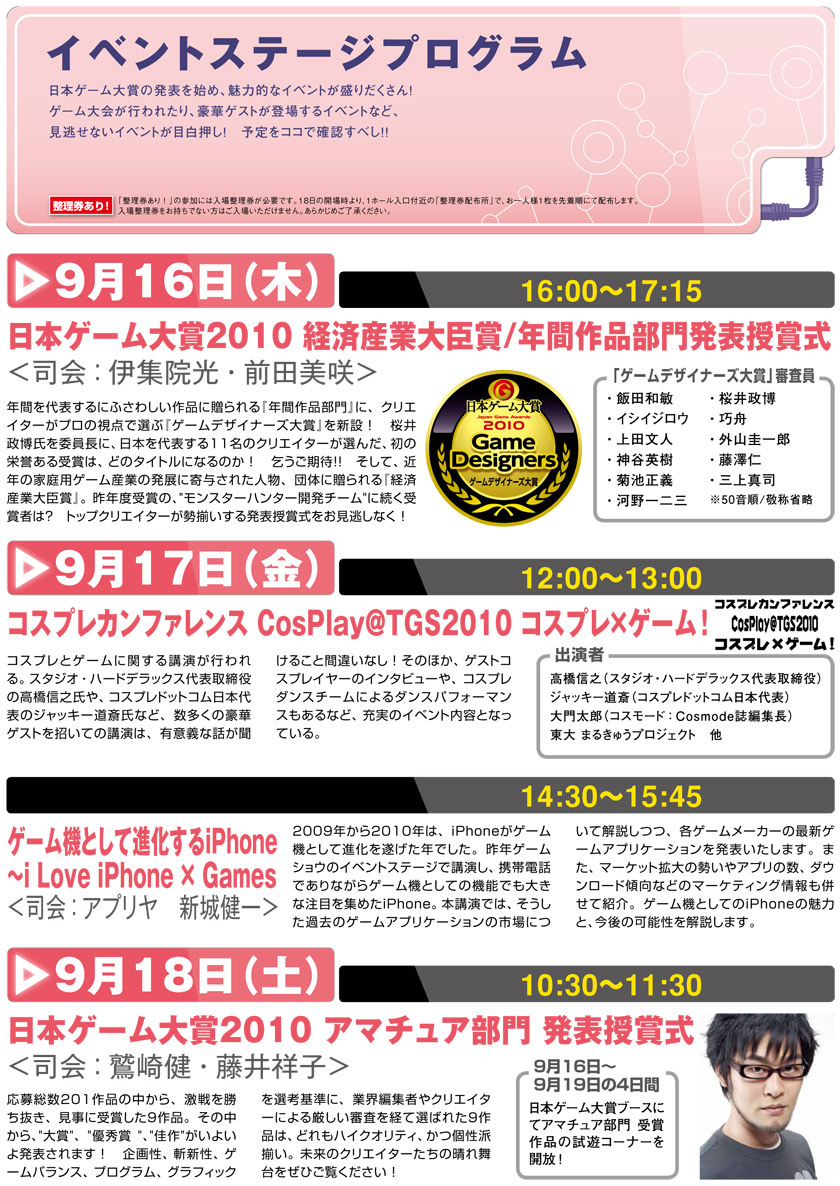 イベントステージプログラム
日本ゲーム大賞の発表を始め、魅力的なイベントが盛りだくさん!
ゲーム大会が行われたり、豪華ゲストが登場するイベントなど、
見逃せないイベントが目白押し!　予定をココで確認すべし!!
整理券あり! 「整理券あり!」の参加には入場整理券が必要です。18日の開場時より、1ホール入口付近の「整理券配布所」で、お一人様1枚を先着順にて配布します。
入場整理券をお持ちでない方はご入場いただけません。あらかじめご了承ください。
9月16日(木)
16:00〜17:15
日本ゲーム大賞2010 経済産業大臣賞/年間作品部門発表授賞式
＜司会：伊集院光・前田美咲＞
年間を代表するにふさわしい作品に贈られる『年間作品部門』に、クリエ
イターがプロの視点で選ぶ『ゲームデザイナーズ大賞』を新設！　桜井
政博氏を委員長に、日本を代表する11名のクリエイターが選んだ、初の
栄誉ある受賞は、どのタイトルになるのか！　乞うご期待!!　そして、近
年の家庭用ゲーム産業の発展に寄与された人物、団体に贈られる『経済
産業大臣賞』。昨年度受賞の、"モンスターハンター開発チーム"に続く受
賞者は？　トップクリエイターが勢揃いする発表授賞式をお見逃しなく！
日本ゲーム大賞
Japan Game Awards
2010
Game
Designers
ゲームデザイナーズ大賞
「ゲームデザイナーズ大賞」審査員
・飯田和敏
・イシイジロウ
・上田文人
・神谷英樹
・菊池正義
・河野一二三
・桜井政博
・巧舟
・外山圭一郎
・藤澤仁
・三上真司
※50音順/敬称省略
9月17日(金)
12:00〜13:00
コスプレカンファレンス CosPlay@TGS2010 コスプレ×ゲーム!
コスプレカンファレンス
CosPlay@TGS2010
コスプレ×ゲーム!
コスプレとゲームに関する講演が行われ
る。スタジオ・ハードデラックス代表取締役
の高橋信之氏や、コスプレドットコム日本代
表のジャッキー道斎氏など、数多くの豪華
ゲストを招いての講演は、有意義な話が聞
けること間違いなし！そのほか、ゲストコ
スプレイヤーのインタビューや、コスプレ
ダンスチームによるダンスパフォーマン
スもあるなど、充実のイベント内容となっ
ている。
出演者
高橋信之（スタジオ・ハードデラックス代表取締役）
ジャッキー道斎（コスプレドットコム日本代表）
大門太郎（コスモード：Cosmode誌編集長）
東大 まるきゅうプロジェクト　他
14:30〜15:45
ゲーム機として進化するiPhone
〜i Love iPhone × Games
＜司会：アプリヤ　新城健一＞
2009年から2010年は、iPhoneがゲーム
機として進化を遂げた年でした。昨年ゲーム
ショウのイベントステージで講演し、携帯電話
でありながらゲーム機としての機能でも大き
な注目を集めたiPhone。本講演では、そうし
た過去のゲームアプリケーションの市場につ
いて解説しつつ、各ゲームメーカーの最新ゲ
ームアプリケーションを発表いたします。ま
た、マーケット拡大の勢いやアプリの数、ダウ
ンロード傾向などのマーケティング情報も併
せて紹介。ゲーム機としてのiPhoneの魅力
と、今後の可能性を解説します。
9月18日(土)
10:30〜11:30
日本ゲーム大賞2010 アマチュア部門 発表授賞式
＜司会：鷲崎健・藤井祥子＞
応募総数201作品の中から、激戦を勝
ち抜き、見事に受賞した9作品。その中
から、"大賞"、"優秀賞 "、"佳作"がいよい
よ発表されます！　企画性、斬新性、ゲ
ームバランス、プログラム、グラフィック
を選考基準に、業界編集者やクリエイタ
ーによる厳しい審査を経て選ばれた9作
品は、どれもハイクオリティ、かつ個性派
揃い。未来のクリエイターたちの晴れ舞
台をぜひご覧ください！
9月16日〜
9月19日の4日間
日本ゲーム大賞ブースに
てアマチュア部門 受賞
作品の試遊コーナーを
開放！